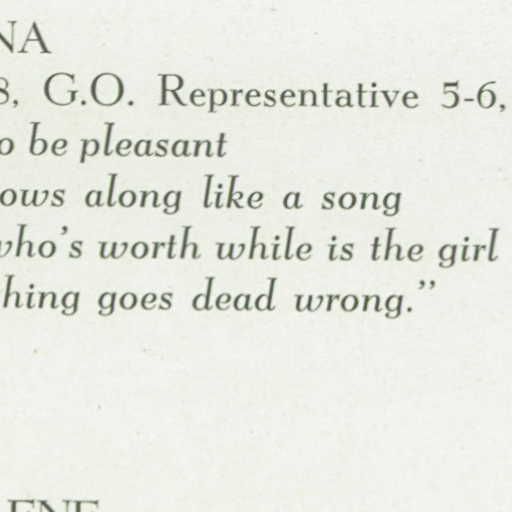 NA
8, G.O. Representative 5-6,
o be pleasant
ows along like a song
who's worth while is the girl
hing goes dead wrong.”
ENE